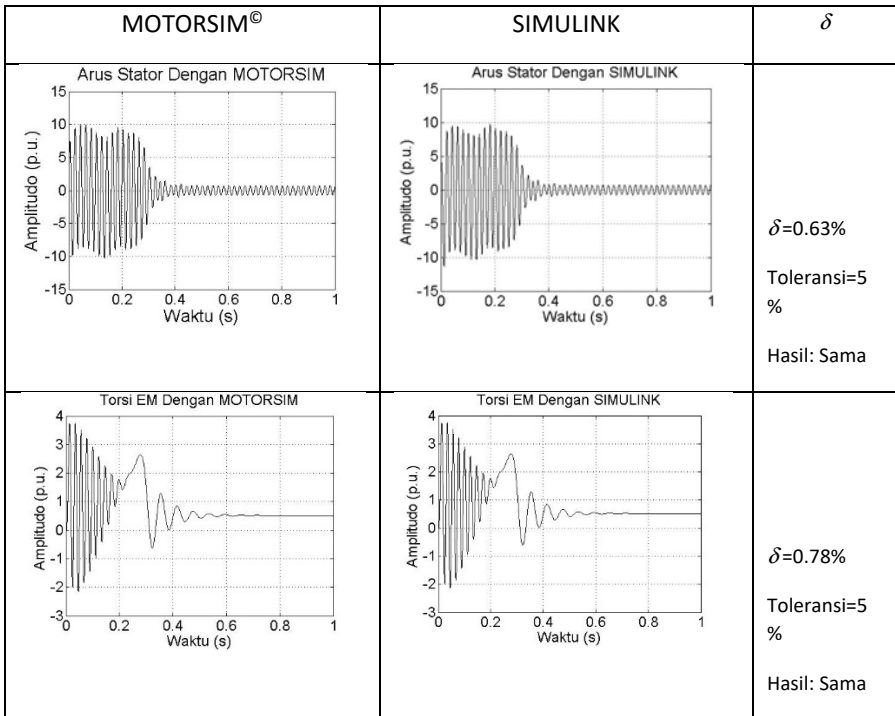 MOTORSIM©
SIMULINK
δ
Arus Stator Dengan MOTORSIM
15
10
5
0
-5
-10
-15
Amplitudo (p.u.)
0 0.2 0.4 0.6 0.8 1
Waktu (s)
Arus Stator Dengan SIMULINK
15
10
5
0
-5
-10
-15
Amplitudo (p.u.)
0 0.2 0.4 0.6 0.8 1
Waktu (s)
δ=0.63%
Toleransi=5
%
Hasil: Sama
Torsi EM Dengan MOTORSIM
4
3
2
1
0
-1
-2
-3
Amplitudo (p.u.)
0 0.2 0.4 0.6 0.8 1
Waktu (s)
Torsi EM Dengan SIMULINK
4
3
2
1
0
-1
-2
-3
Amplitudo (p.u.)
0 0.2 0.4 0.6 0.8 1
Waktu (s)
δ=0.78%
Toleransi=5
%
Hasil: Sama